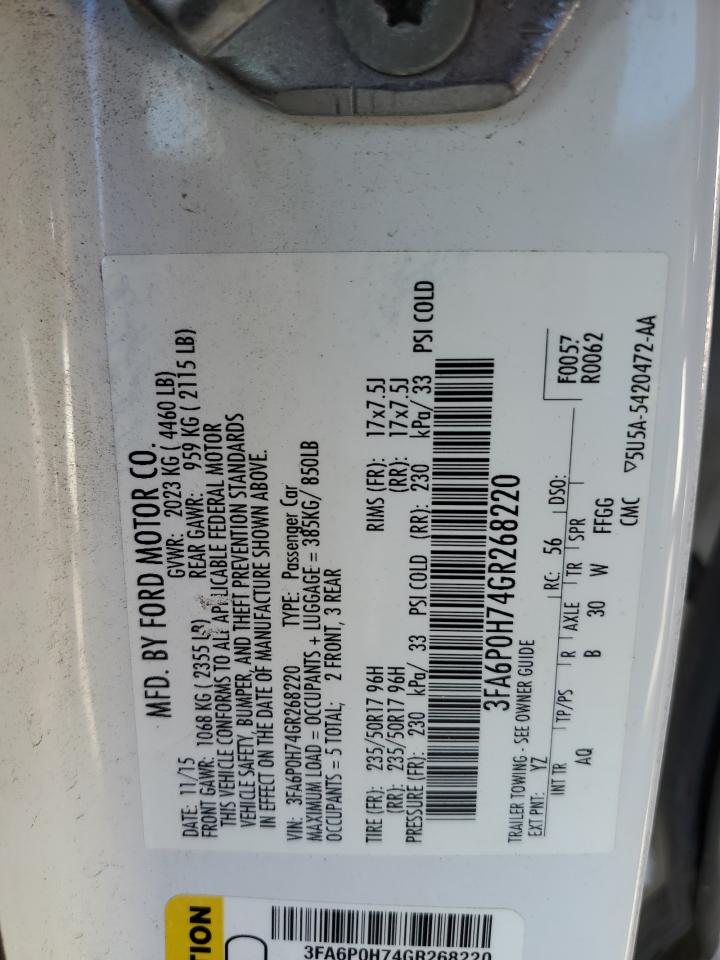 MFD. BY FORD MOTOR CO.
DATE: 11/15 GVWR: 2023 KG ( 4460 LB)
FRONT GAWR: 1068 KG ( 2355 LB) REAR GAWR: 959 KG ( 2115 LB)
THIS VEHICLE CONFORMS TO ALL APPLICABLE FEDERAL MOTOR
VEHICLE SAFETY, BUMPER, AND THEFT PREVENTION STANDARDS
IN EFFECT ON THE DATE OF MANUFACTURE SHOWN ABOVE.
VIN: 3FA6P0H74GR268220 TYPE: Passenger Car
MAXIMUM LOAD = OCCUPANTS + LUGGAGE = 385KG/ 850LB
OCCUPANTS = 5 TOTAL; 2 FRONT, 3 REAR
TIRE (FR): 235/50R17 96H RIMS (FR): 17x7.5J
(RR): 235/50R17 96H (RR): 17x7.5J
PRESSURE (FR): 230 kPa/ 33 PSI COLD (RR): 230 kPa/ 33 PSI COLD
3FA6P0H74GR268220
TRAILER TOWING - SEE OWNER GUIDE
EXT PNT: YZ RC: 56 DSO: F0057
R0062
INT TR TP/PS R AXLE TR SPR
AQ B 30 W FFGG
CMC ▽5U5A-5420472-AA
TION
3FA6P0H74GR268220